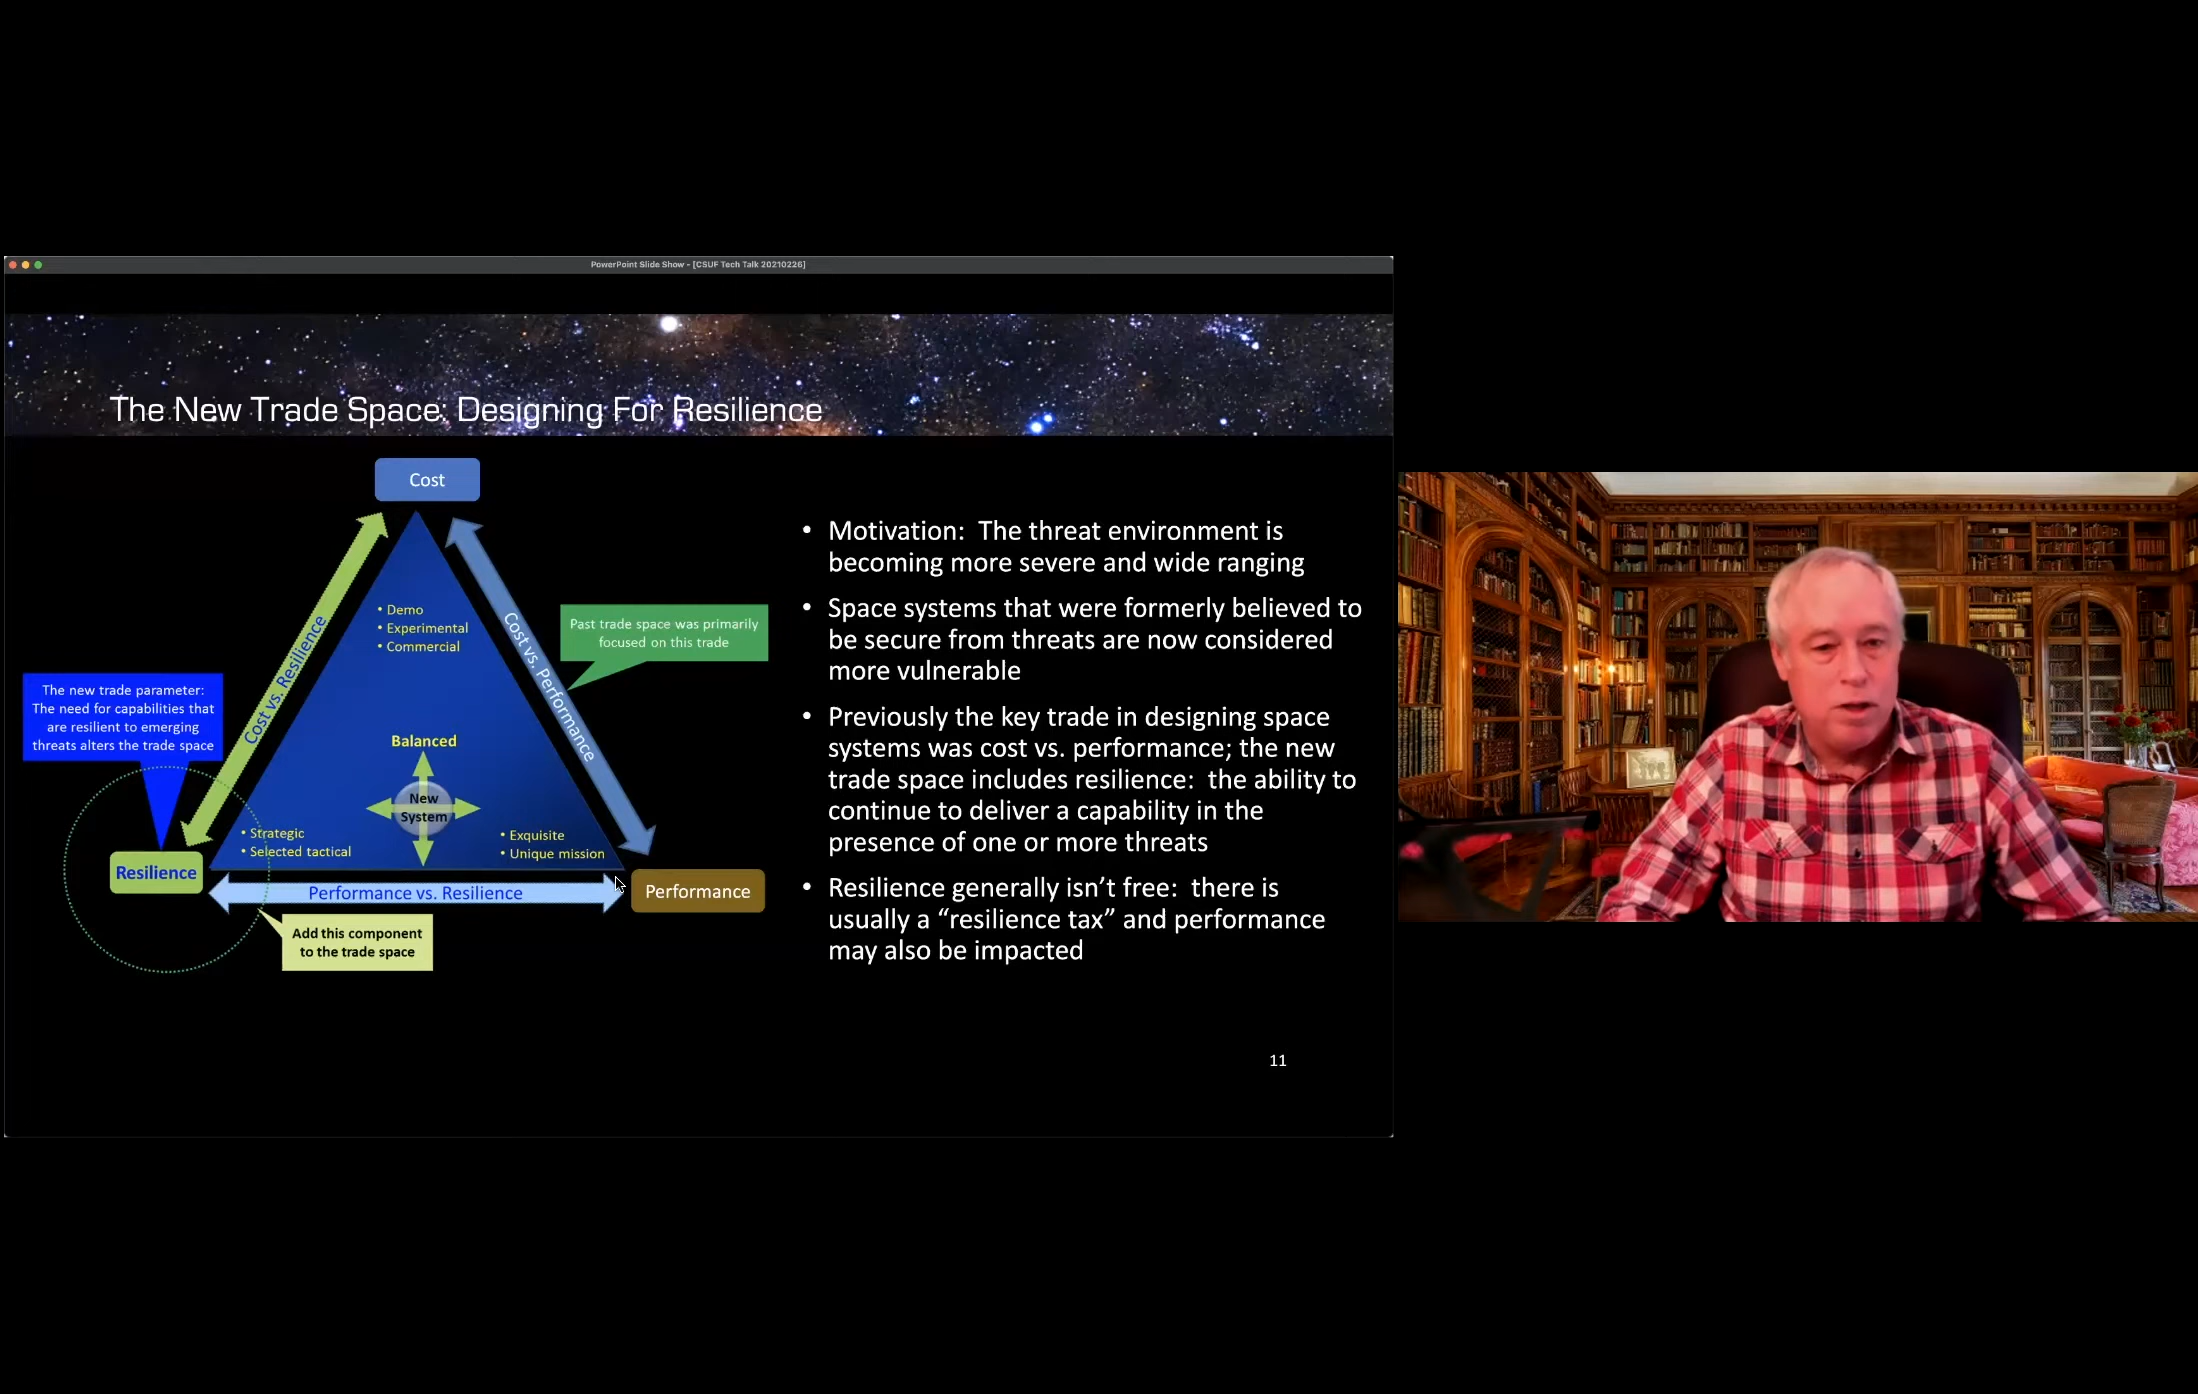 PowerPoint Slide Show - [CSUF Tech Talk 20210226]
The New Trade Space: Designing For Resilience
Cost
• Demo
• Experimental
• Commercial
Cost vs. Resilience
Cost vs. Performance
Past trade space was primarily
focused on this trade
The new trade parameter:
The need for capabilities that
are resilient to emerging
threats alters the trade space
Balanced
New
System
• Strategic
• Selected tactical
• Exquisite
• Unique mission
Resilience
Performance vs. Resilience
Performance
Add this component
to the trade space
• Motivation:  The threat environment is
becoming more severe and wide ranging
• Space systems that were formerly believed to
be secure from threats are now considered
more vulnerable
• Previously the key trade in designing space
systems was cost vs. performance; the new
trade space includes resilience:  the ability to
continue to deliver a capability in the
presence of one or more threats
• Resilience generally isn’t free:  there is
usually a “resilience tax” and performance
may also be impacted
11